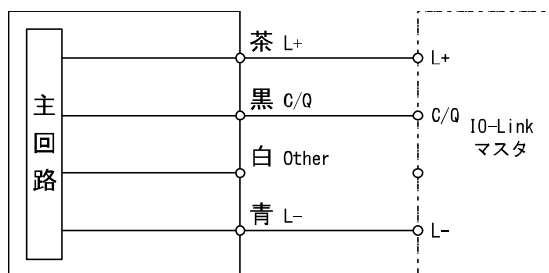 主回路
茶 L+
黒 C/Q
白 Other
青 L-
L+
C/Q
L-
IO-Link
マスタ